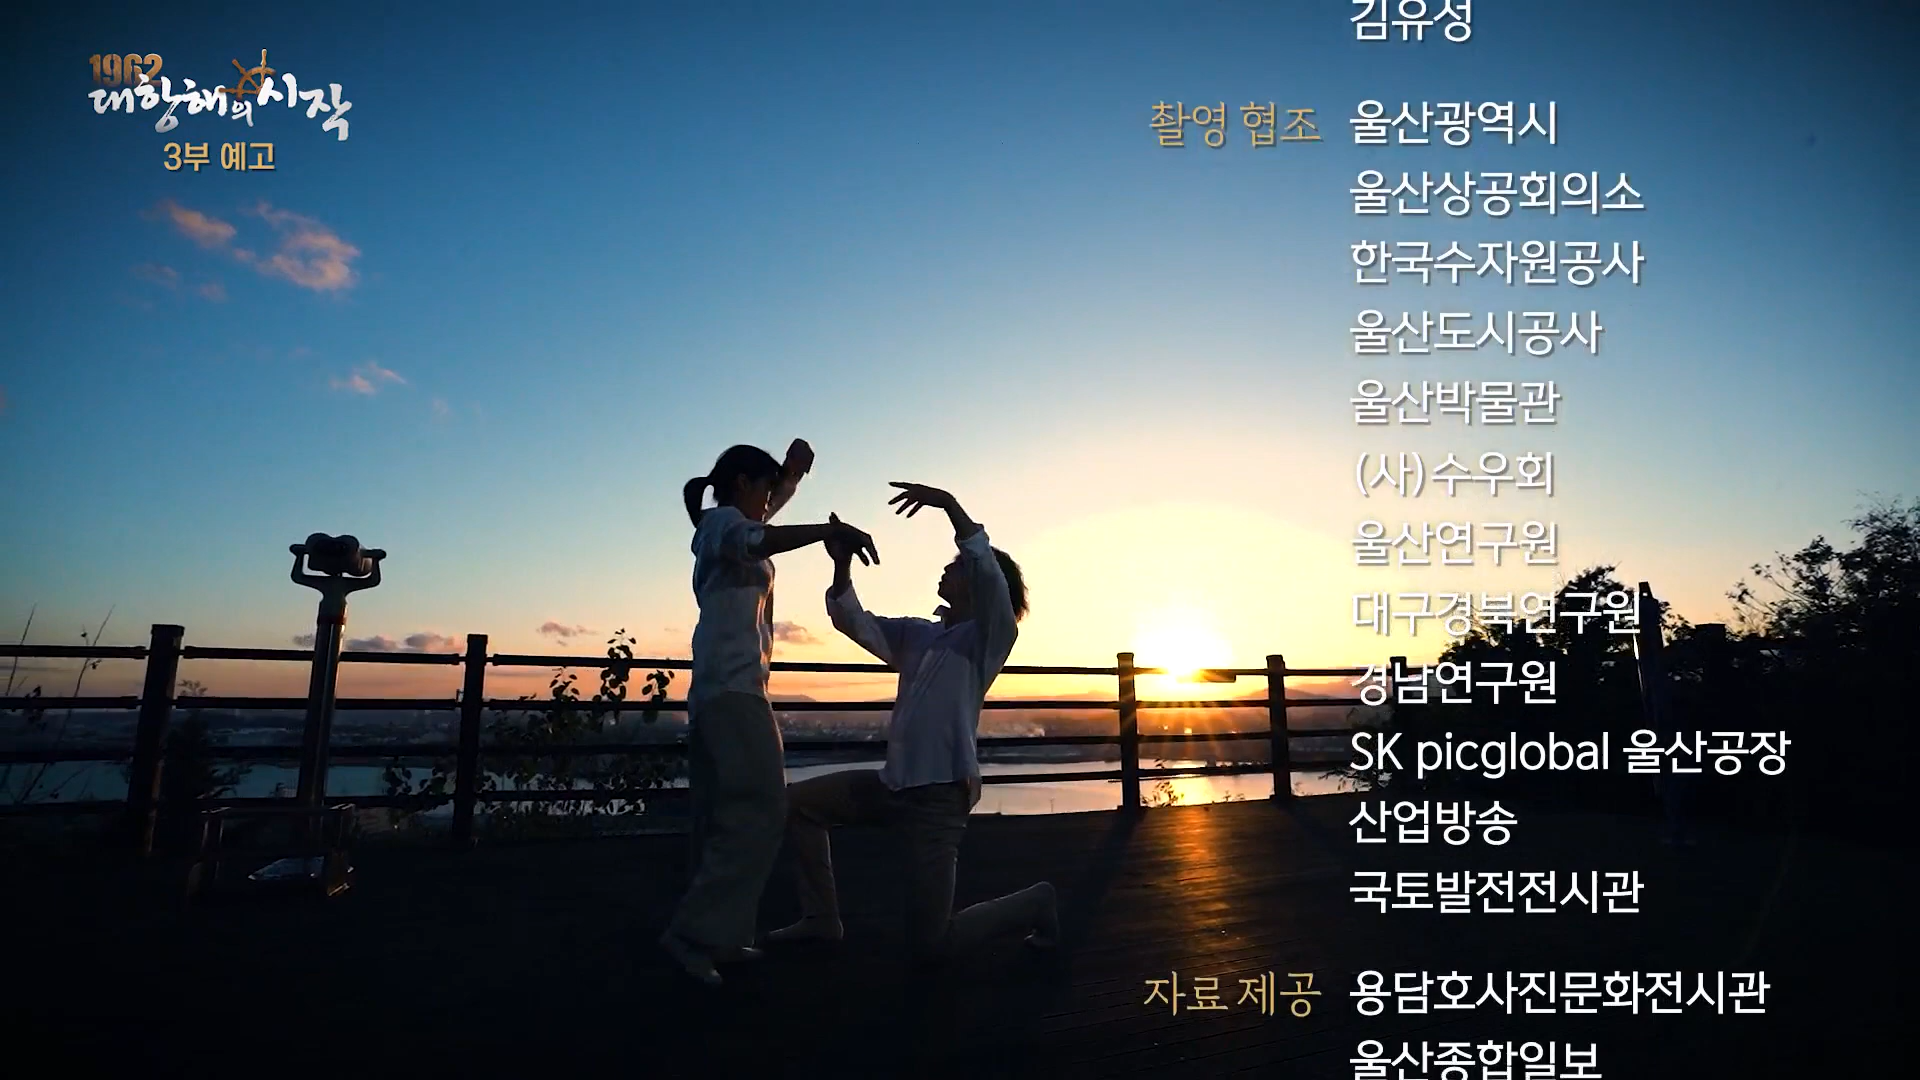 1962
대항해의 시작
3부 예고
김유성
촬영 협조 울산광역시
울산상공회의소
한국수자원공사
울산도시공사
울산박물관
(사)수우회
울산연구원
대구경북연구원
경남연구원
SK picglobal 울산공장
산업방송
국토발전전시관
자료 제공 용담호사진문화전시관
울산종합일보